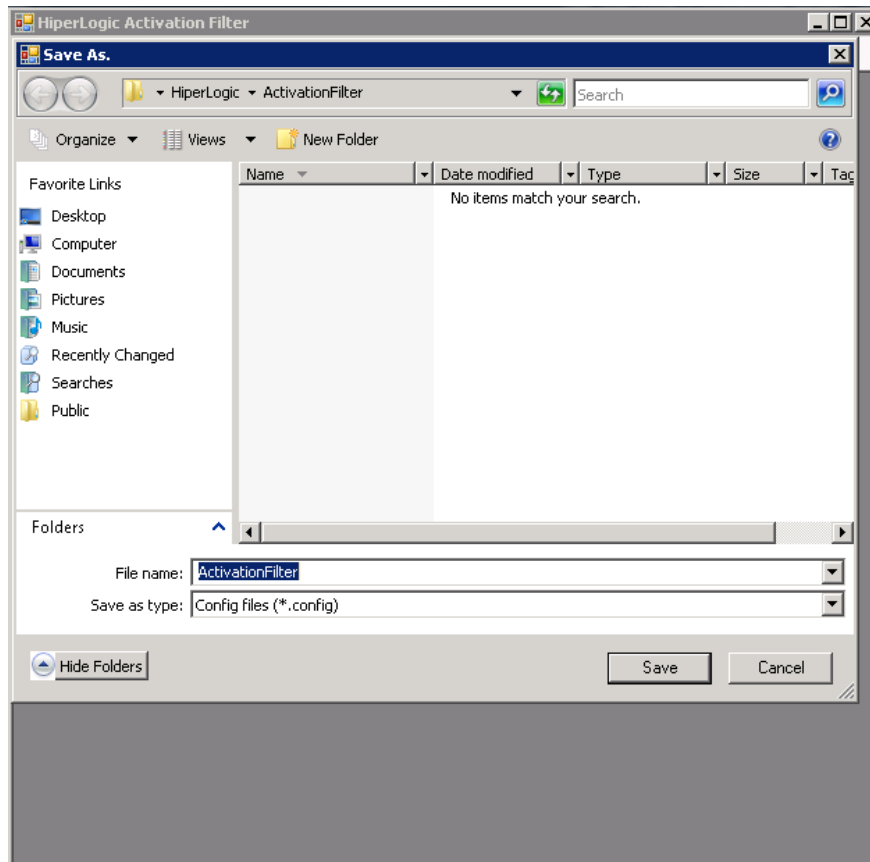 HiperLogic Activation Filter
Save As.
HiperLogic ActivationFilter Search
Organize Views New Folder
Favorite Links
Desktop
Computer
Documents
Pictures
Music
Recently Changed
Searches
Public
Folders
Name Date modified Type Size Tag
No items match your search.
File name: ActivationFilter
Save as type: Config files (*.config)
Hide Folders Save Cancel